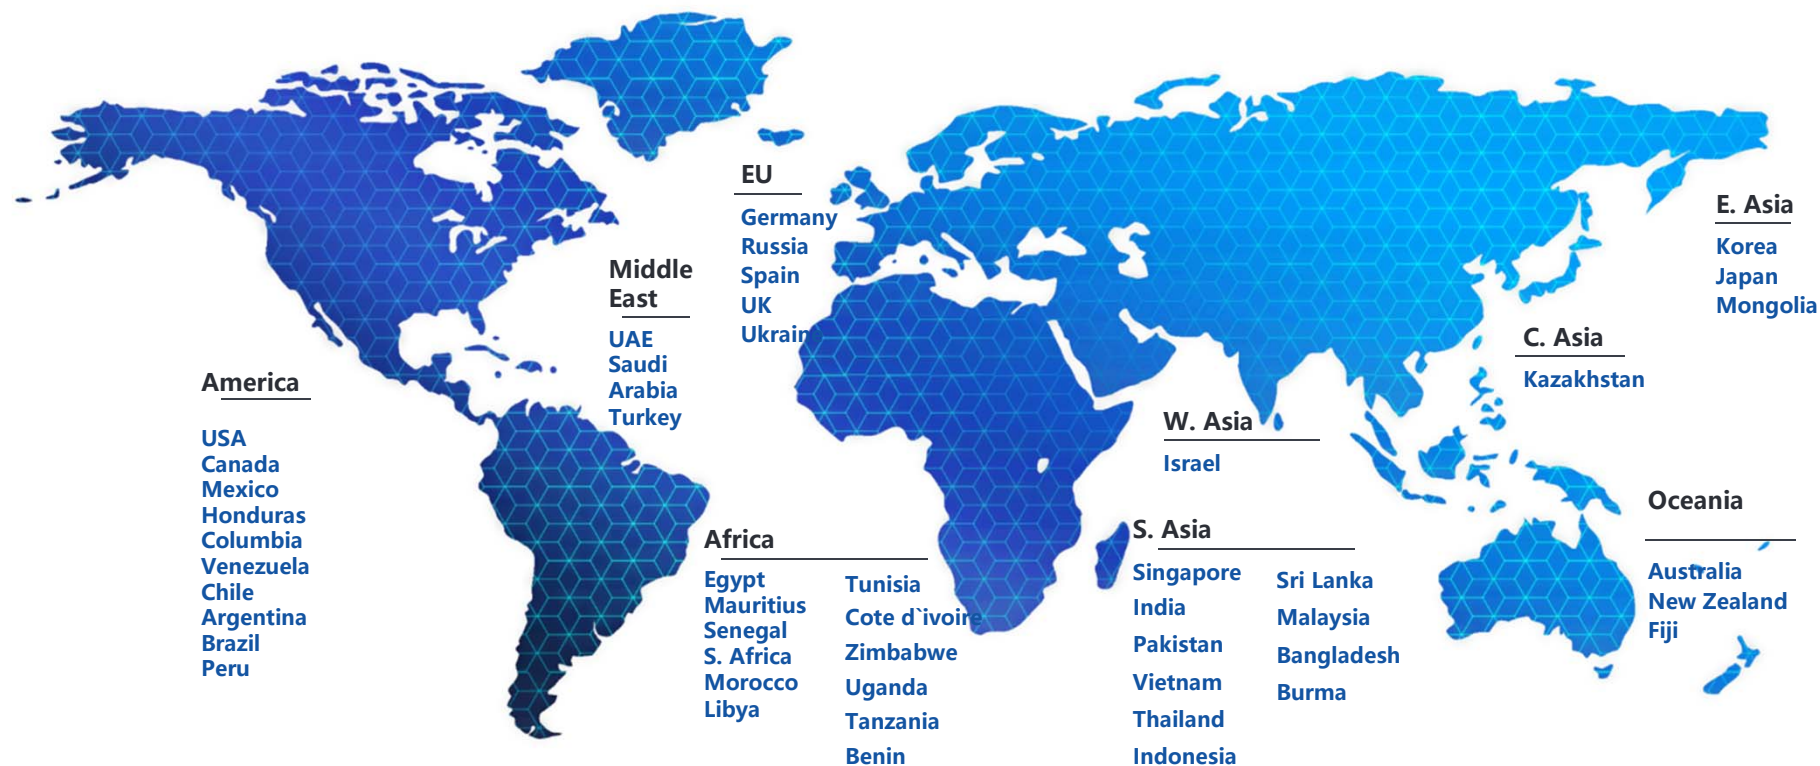 EU
Germany
Russia
Spain
UK
Ukrain
Middle
East
UAE
Saudi
Arabia
Turkey
America
USA
Canada
Mexico
Honduras
Columbia
Venezuela
Chile
Argentina
Brazil
Peru
Africa
Egypt
Mauritius
Senegal
S. Africa
Morocco
Libya
Tunisia
Cote d`ivoire
Zimbabwe
Uganda
Tanzania
Benin
W. Asia
Israel
S. Asia
Singapore
India
Pakistan
Vietnam
Thailand
Indonesia
Sri Lanka
Malaysia
Bangladesh
Burma
C. Asia
Kazakhstan
E. Asia
Korea
Japan
Mongolia
Oceania
Australia
New Zealand
Fiji